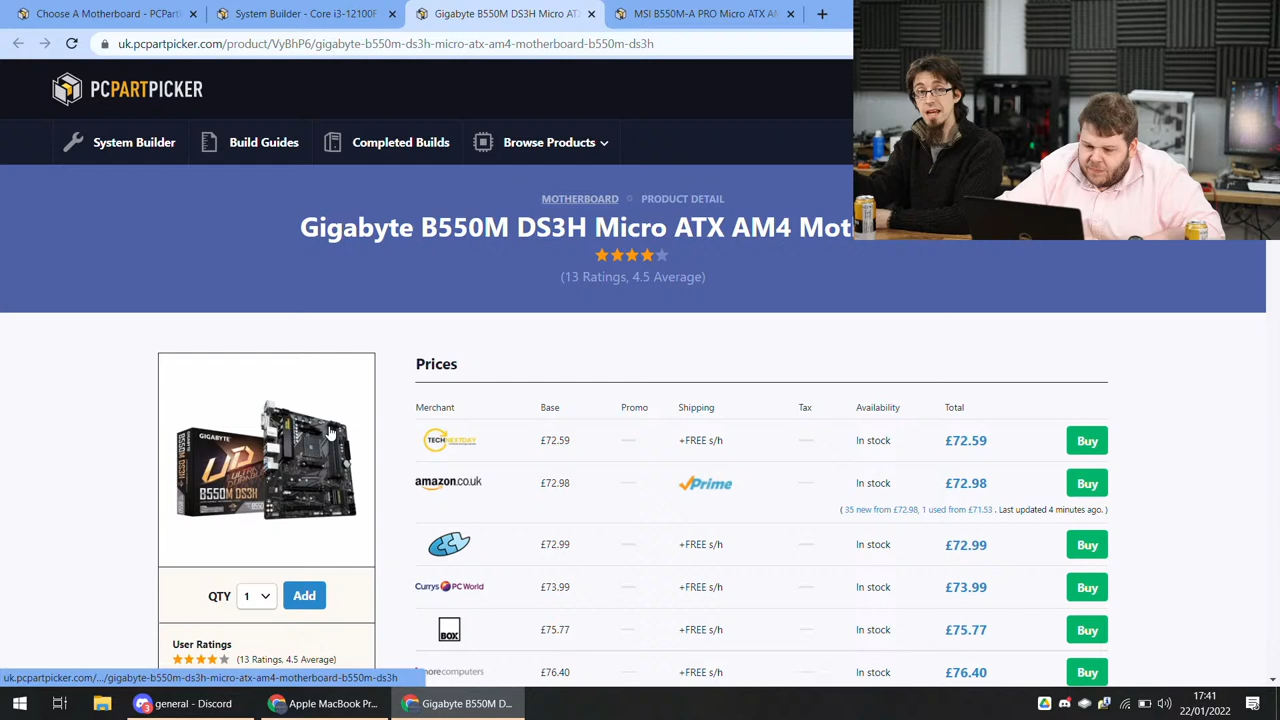 Choose A Motherboard - PCPart
System Builder - Core i3-12100F
Gigabyte B550M DS3H Micro AT
MSI B550M-A PRO Micro ATX AM
uk.pcpartpicker.com/product/VyBhP6/gigabyte-b550m-ds3h-micro-atx-am4-motherboard-b550m-ds3h
PCPARTPICKER
System Builder
Build Guides
Completed Builds
Browse Products
MOTHERBOARD
PRODUCT DETAIL
Gigabyte B550M DS3H Micro ATX AM4 Mot
(13 Ratings, 4.5 Average)
GIGABYTE
B550M DS3H
Prices
Merchant Base Promo Shipping Tax Availability Total
TECHNEXTDAY £72.59 +FREE s/h In stock £72.59 Buy
amazon.co.uk £72.98 Prime In stock £72.98 Buy
( 35 new from £72.98, 1 used from £71.53 . Last updated 4 minutes ago. )
£72.99 +FREE s/h In stock £72.99 Buy
Currys PC World £73.99 +FREE s/h In stock £73.99 Buy
BOX £75.77 +FREE s/h In stock £75.77 Buy
£76.40 +FREE s/h In stock £76.40 Buy
QTY 1 Add
User Ratings
(13 Ratings, 4.5 Average)
uk.pcpartpicker.com/.../gigabyte-b550m-ds3h-micro-atx-am4-motherboard-b550m-ds3h
general - Discord
Gigabyte B550M D...
17:41
22/01/2022